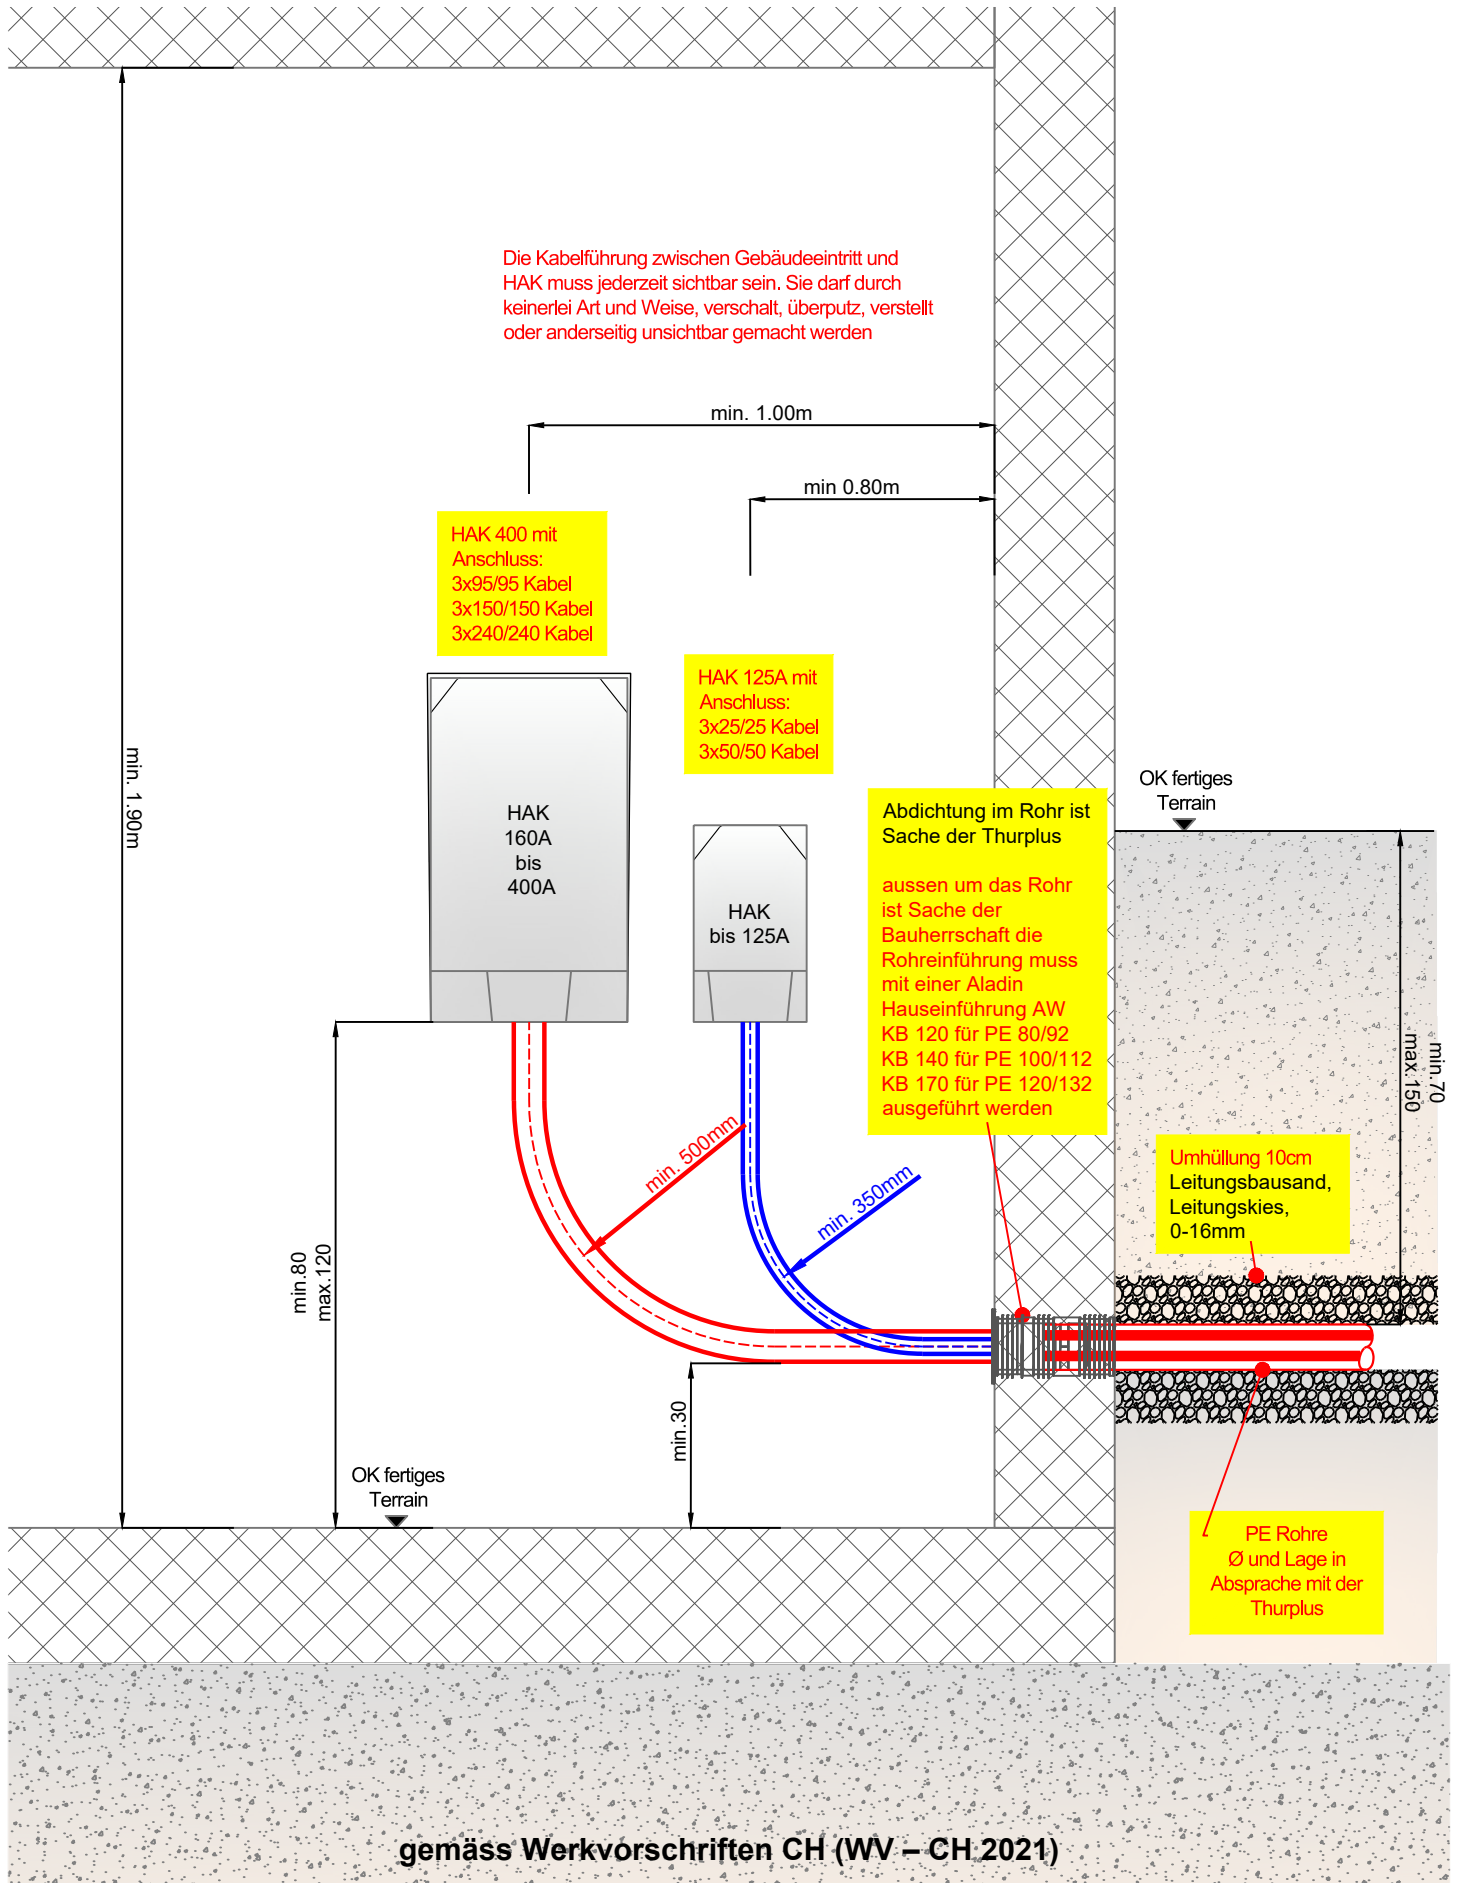 Die Kabelführung zwischen Gebäudeeintritt und
HAK muss jederzeit sichtbar sein. Sie darf durch
keinerlei Art und Weise, verschalt, überputz, verstellt
oder anderseitig unsichtbar gemacht werden
min. 1.00m
min 0.80m
HAK 400 mit
Anschluss:
3x95/95 Kabel
3x150/150 Kabel
3x240/240 Kabel
HAK 125A mit
Anschluss:
3x25/25 Kabel
3x50/50 Kabel
min. 1.90m
HAK
160A
bis
400A
HAK
bis 125A
Abdichtung im Rohr ist
Sache der Thurplus
aussen um das Rohr
ist Sache der
Bauherrschaft die
Rohreinführung muss
mit einer Aladin
Hauseinführung AW
KB 120 für PE 80/92
KB 140 für PE 100/112
KB 170 für PE 120/132
ausgeführt werden
OK fertiges
Terrain
min.70
max.150
Umhüllung 10cm
Leitungsbausand,
Leitungskies,
0-16mm
min. 500mm
min. 350mm
min.80
max.120
min.30
OK fertiges
Terrain
PE Rohre
Ø und Lage in
Absprache mit der
Thurplus
gemäss Werkvorschriften CH (WV – CH 2021)